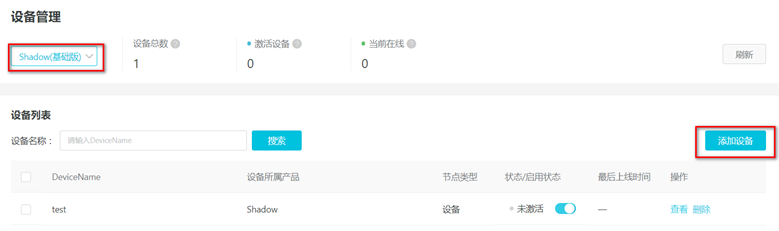 设备管理
Shadow(基础版)
设备总数 ?
1
激活设备 ?
0
当前在线 ?
0
刷新
设备列表
设备名称： 请输入DeviceName 搜索 添加设备
DeviceName 设备所属产品 节点类型 状态/启用状态 最后上线时间 操作
test Shadow 设备 未激活 — 查看 删除